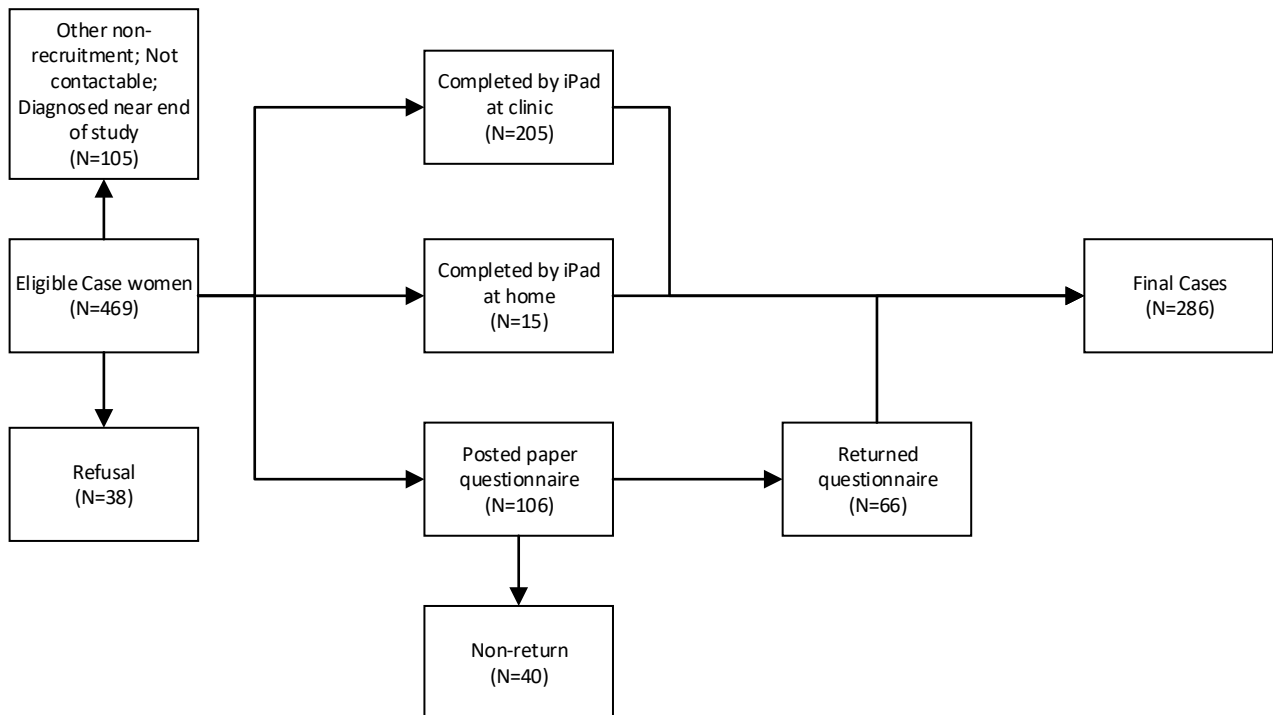 Other non-
recruitment; Not
contactable;
Diagnosed near end
of study
(N=105)
Completed by iPad
at clinic
(N=205)
Eligible Case women
(N=469)
Completed by iPad
at home
(N=15)
Final Cases
(N=286)
Refusal
(N=38)
Posted paper
questionnaire
(N=106)
Returned
questionnaire
(N=66)
Non-return
(N=40)